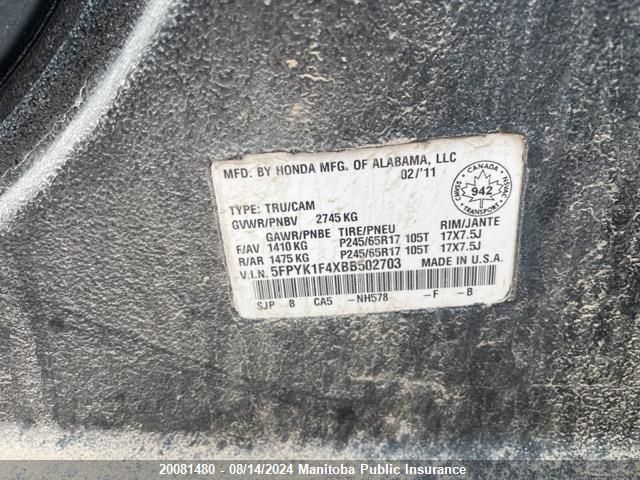 MFD. BY HONDA MFG. OF ALABAMA, LLC
02/'11
TYPE: TRU/CAM
GVWR/PNBV 2745 KG
GAWR/PNBE TIRE/PNEU RIM/JANTE
F/AV 1410 KG P245/65R17 105T 17X7.5J
R/AR 1475 KG P245/65R17 105T 17X7.5J
V.I.N. 5FPYK1F4XBB502703 MADE IN U.S.A.
SJP 8 CA5 -NH578 -F -B
CANADA
CMVSS 942 NSVAC
TRANSPORT
20081480 - 08/14/2024 Manitoba Public Insurance